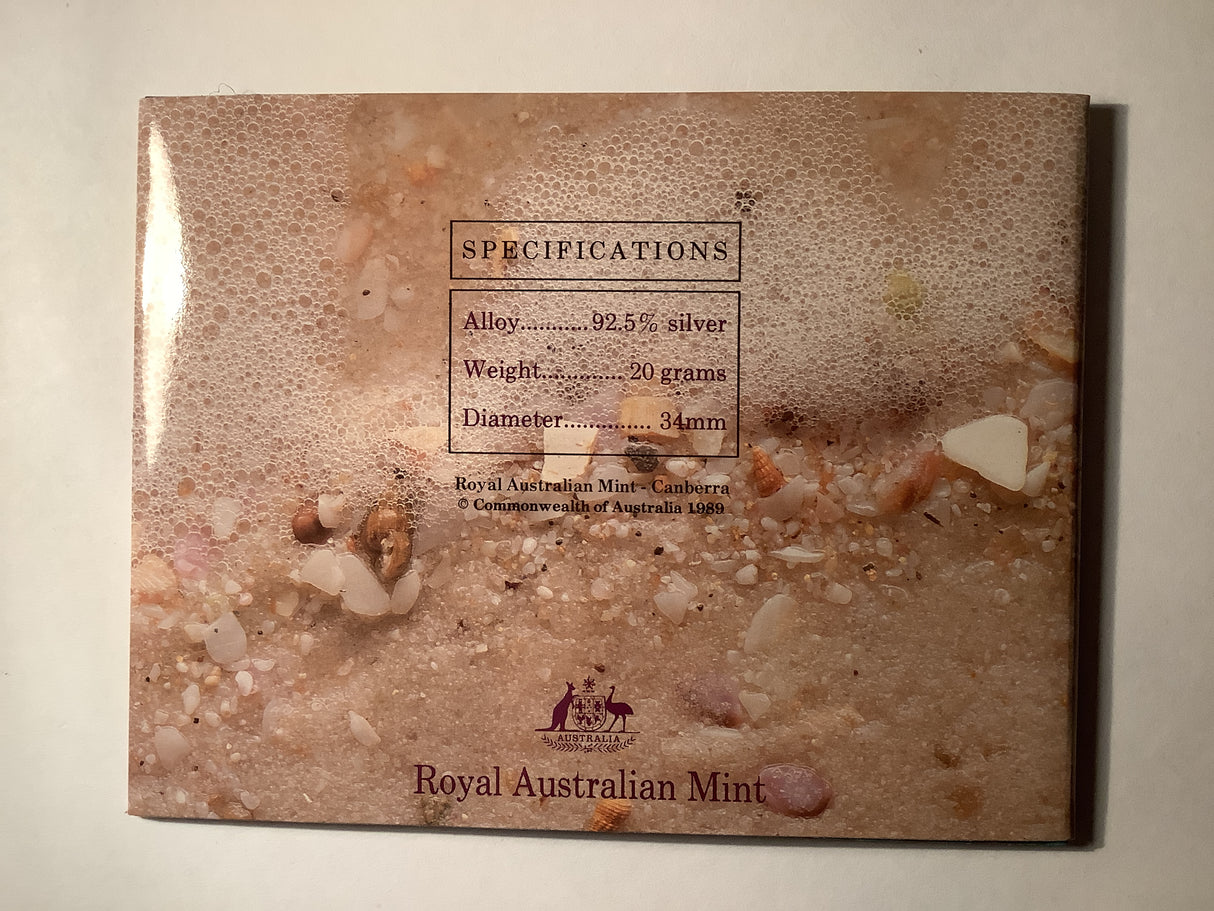 SPECIFICATIONS
Alloy...........92.5% silver
Weight............. 20 grams
Diameter.............. 34mm
Royal Australian Mint - Canberra
© Commonwealth of Australia 1989
AUSTRALIA
Royal Australian Mint